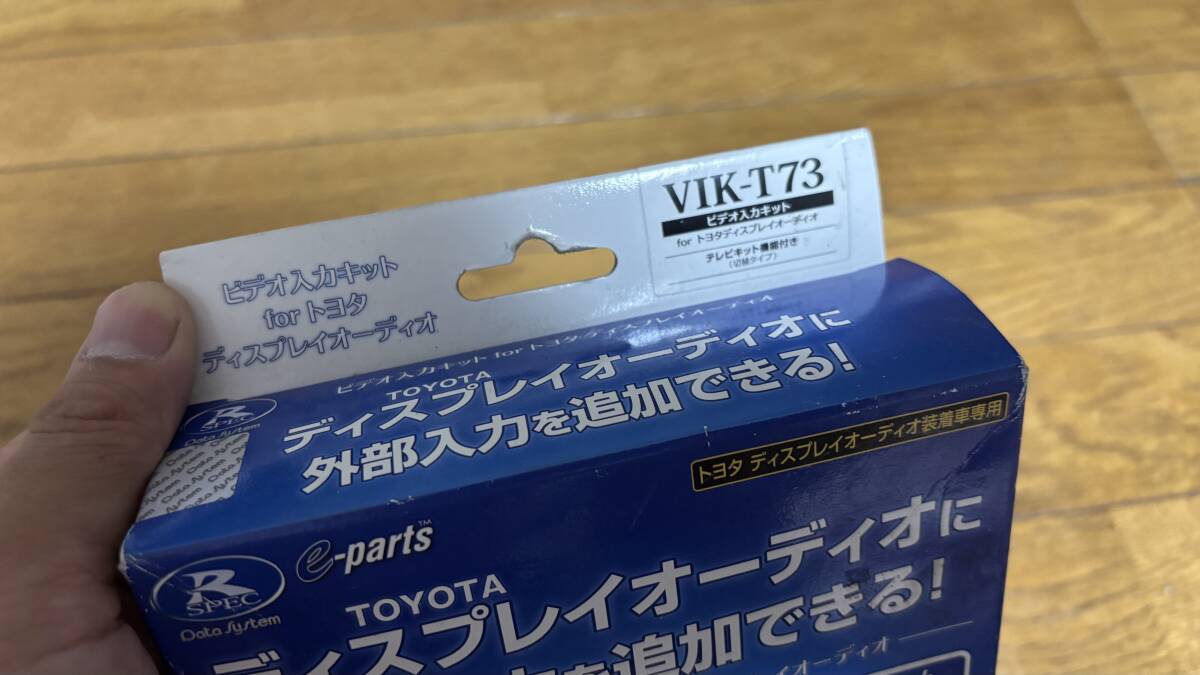 VIK-T73
ビデオ入力キット
for トヨタディスプレイオーディオ
テレビキット機能付き
(切替タイプ)
ビデオ入力キット
for トヨタ
ディスプレイオーディオ
ビデオ入力キット for トヨタディスプレイオーディオ
TOYOTA
ディスプレイオーディオに
外部入力を追加できる!
R
SPEC
Data System
トヨタ ディスプレイオーディオ装着車専用
e-parts™
R
SPEC
Data System
TOYOTA
ディスプレイオーディオに
を追加できる!
イオーディオ